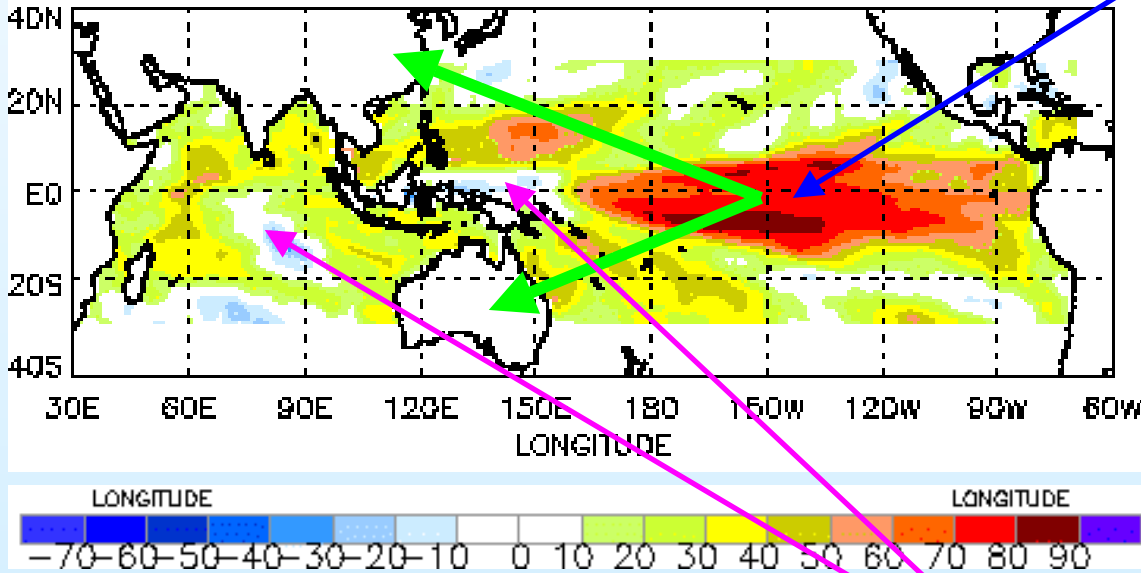 40N
20N
EQ
20S
40S
30E 60E 90E 120E 150E 180 150W 120W 90W 60W
LONGITUDE
LONGITUDE LONGITUDE
-70-60-50-40-30-20-10 0 10 20 30 40 50 60 70 80 90